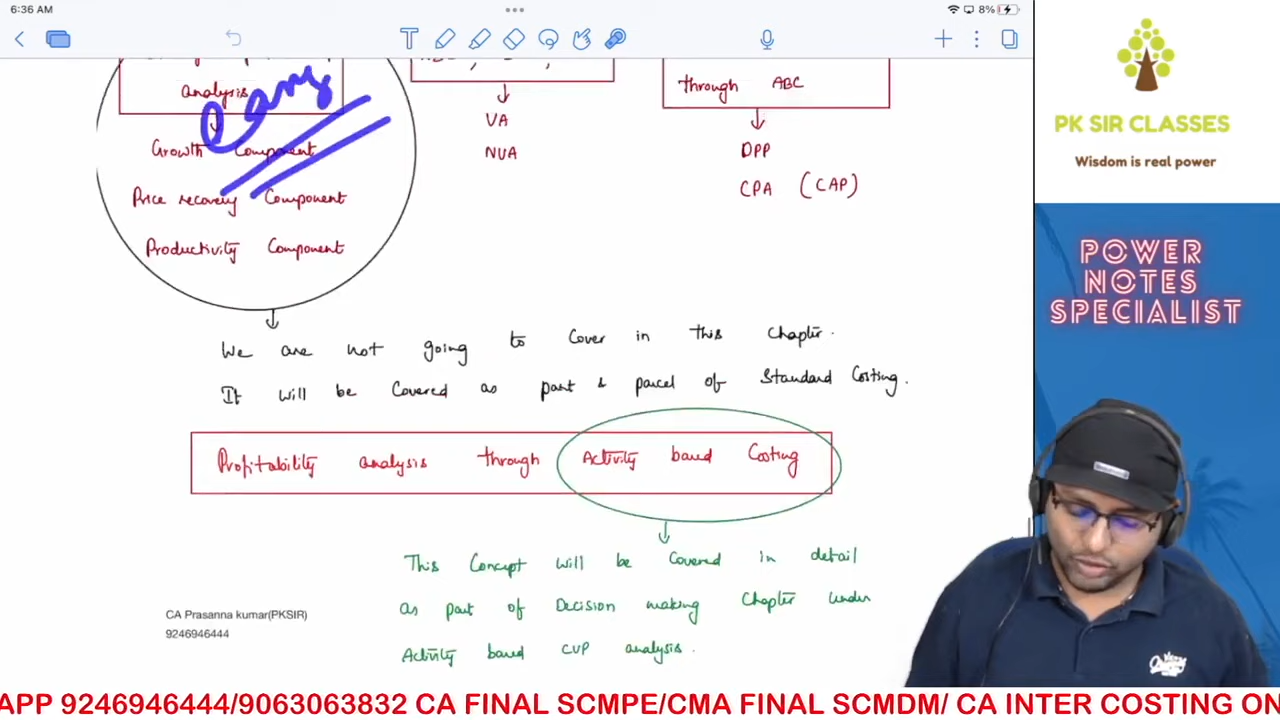 6:36 AM
8%
through ABC
analysis
VA
Growth Component
NUA
DPP
Price recovery Component
CPA (CAP)
Productivity Component
We are not going to cover in this Chapter.
It will be Covered as part & parcel of Standard Costing.
Profitability analysis through Activity based Costing
This Concept will be Covered in detail
as part of Decision making Chapter under
Activity based CVP analysis.
CA Prasanna kumar(PKSIR)
9246946444
PK SIR CLASSES
Wisdom is real power
POWER
NOTES
SPECIALIST
APP 9246946444/9063063832 CA FINAL SCMPE/CMA FINAL SCMDM/ CA INTER COSTING ON